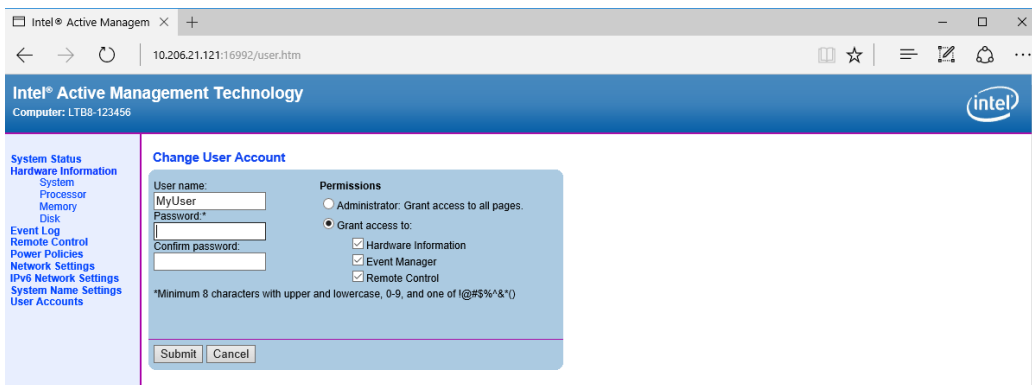 Intel® Active Managem
10.206.21.121:16992/user.htm
Intel® Active Management Technology
Computer: LTB8-123456
intel
System Status
Hardware Information
System
Processor
Memory
Disk
Event Log
Remote Control
Power Policies
Network Settings
IPv6 Network Settings
System Name Settings
User Accounts
Change User Account
User name:
MyUser
Password:*
Confirm password:
Permissions
Administrator: Grant access to all pages.
Grant access to:
Hardware Information
Event Manager
Remote Control
*Minimum 8 characters with upper and lowercase, 0-9, and one of !@#$%^&*()
Submit Cancel